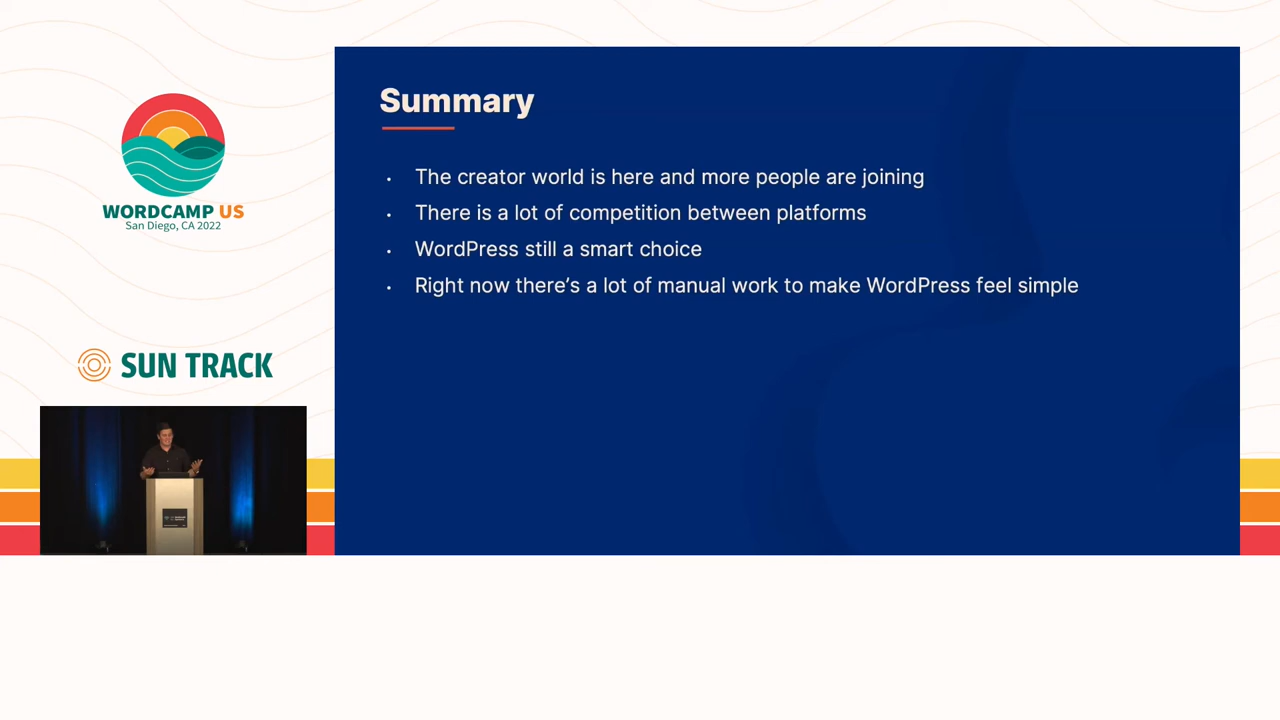 WORDCAMP US
San Diego, CA 2022
SUN TRACK
Summary
• The creator world is here and more people are joining
• There is a lot of competition between platforms
• WordPress still a smart choice
• Right now there’s a lot of manual work to make WordPress feel simple